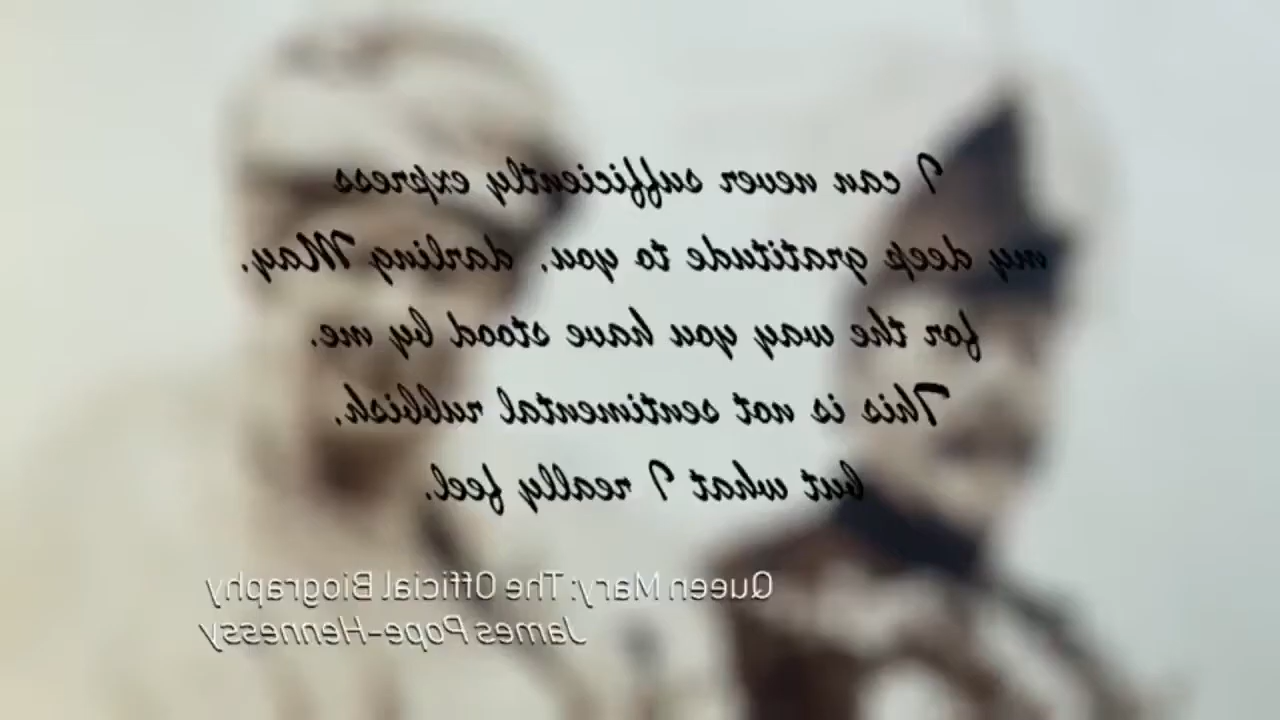 I can never sufficiently express
my deep gratitude to you, darling May,
for the way you have stood by me.
This is not sentimental rubbish,
but what I really feel.
Queen Mary: The Official Biography
James Pope-Hennessy